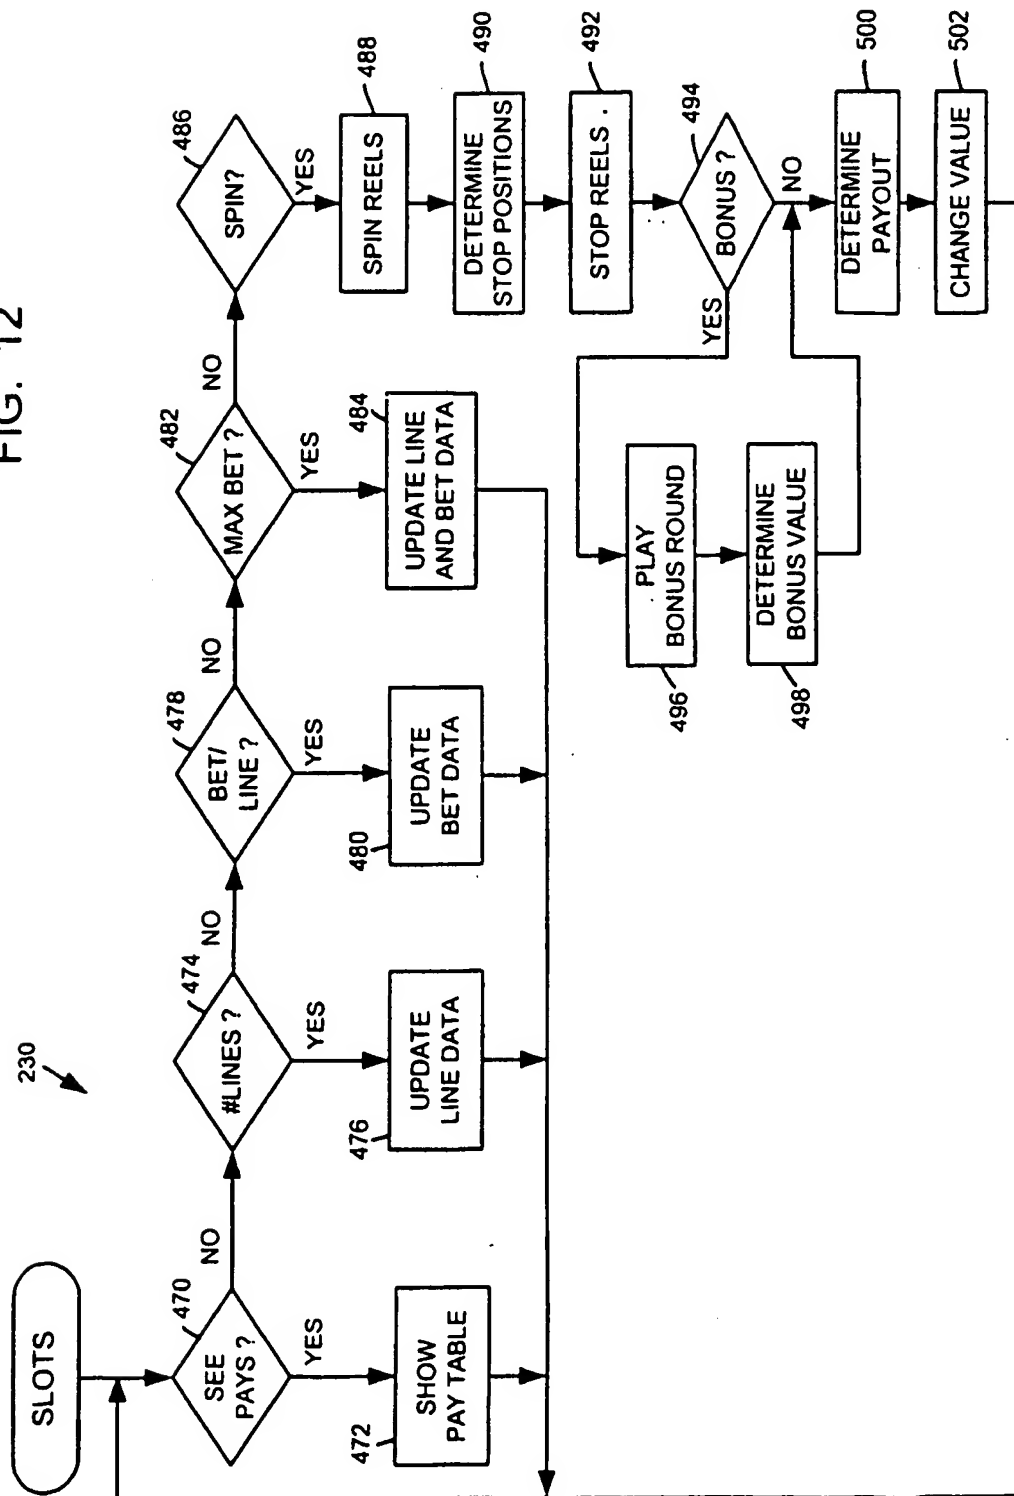 FIG. 12
230
SLOTS
470
SEE
PAYS ?
NO
YES
472
SHOW
PAY TABLE
474
#LINES ?
NO
YES
476
UPDATE
LINE DATA
478
BET/
LINE ?
NO
YES
480
UPDATE
BET DATA
482
MAX BET ?
NO
YES
484
UPDATE LINE
AND BET DATA
486
SPIN?
YES
488
SPIN REELS
490
DETERMINE
STOP POSITIONS
492
STOP REELS
494
BONUS ?
YES
NO
496
PLAY
BONUS ROUND
498
DETERMINE
BONUS VALUE
500
DETERMINE
PAYOUT
502
CHANGE VALUE